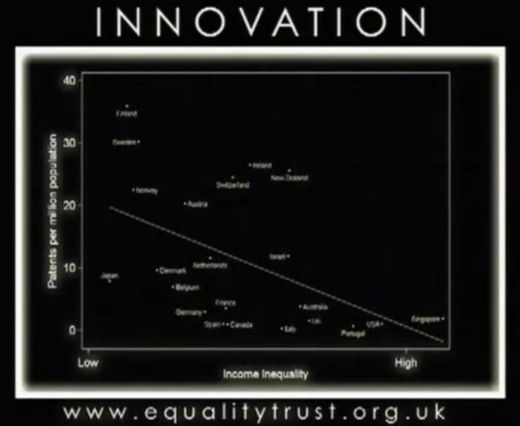 INNOVATION
Patents per million population
40
30
20
10
0
Finland
Sweden
Ireland
New Zealand
Switzerland
Norway
Austria
Israel
Netherlands
Denmark
Japan
Belgium
France
Australia
Germany
UK
Singapore
Spain Canada
USA
Italy
Portugal
Low
High
Income Inequality
www.equalitytrust.org.uk